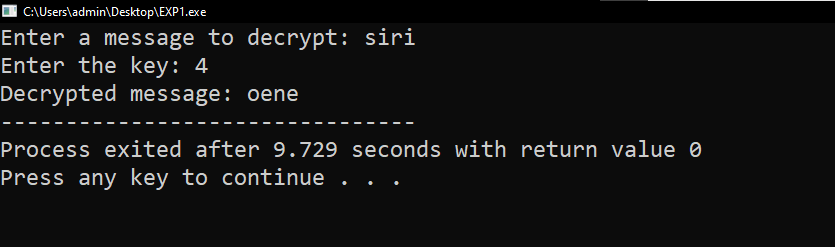 C:\Users\admin\Desktop\EXP1.exe
Enter a message to decrypt: siri
Enter the key: 4
Decrypted message: oene
--------------------------------
Process exited after 9.729 seconds with return value 0
Press any key to continue . . .